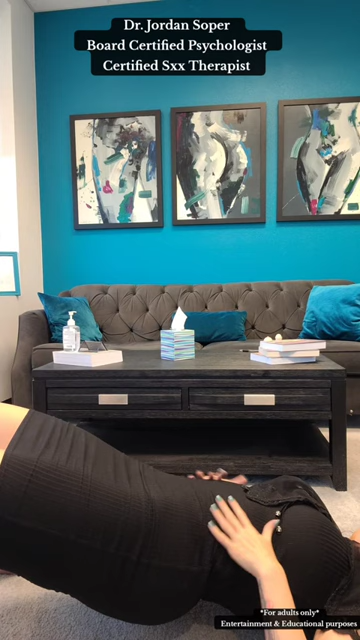 Dr. Jordan Soper
Board Certified Psychologist
Certified Sxx Therapist
*For adults only*
Entertainment & Educational purposes